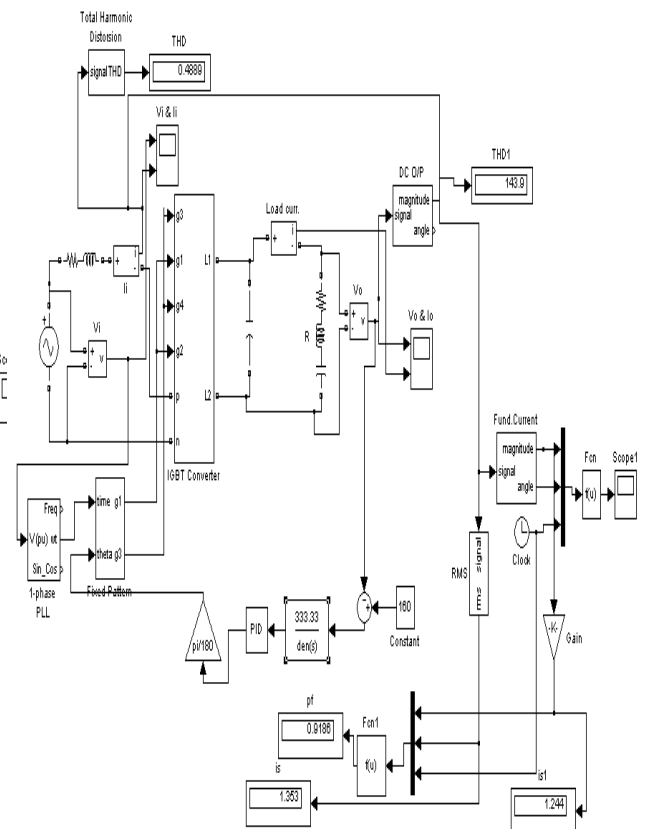 Total Harmonic
Distorsion
signal THD
THD
0.4889
Vi & Ii
THD1
143.9
DC O/P
magnitude
signal
angle
Load curr.
g3
g1
g4
g2
p
n
L1
L2
IGBT Converter
+
-
i
Ii
+
-
i
+
Vi
+
-
v
R
Vo
+
-
v
Vo & Io
Fund.Current
magnitude
signal
angle
Fcn
f(u)
Scope1
Clock
Freq
V(pu) wt
Sin_Cos
1-phase
PLL
time g1
theta g3
Fixed Pattern
RMS
rms signal
pi/180
PID
333.33
den(s)
-
+
160
Constant
-K-
Gain
pf
0.9186
Fcn1
f(u)
is
1.353
is1
1.244